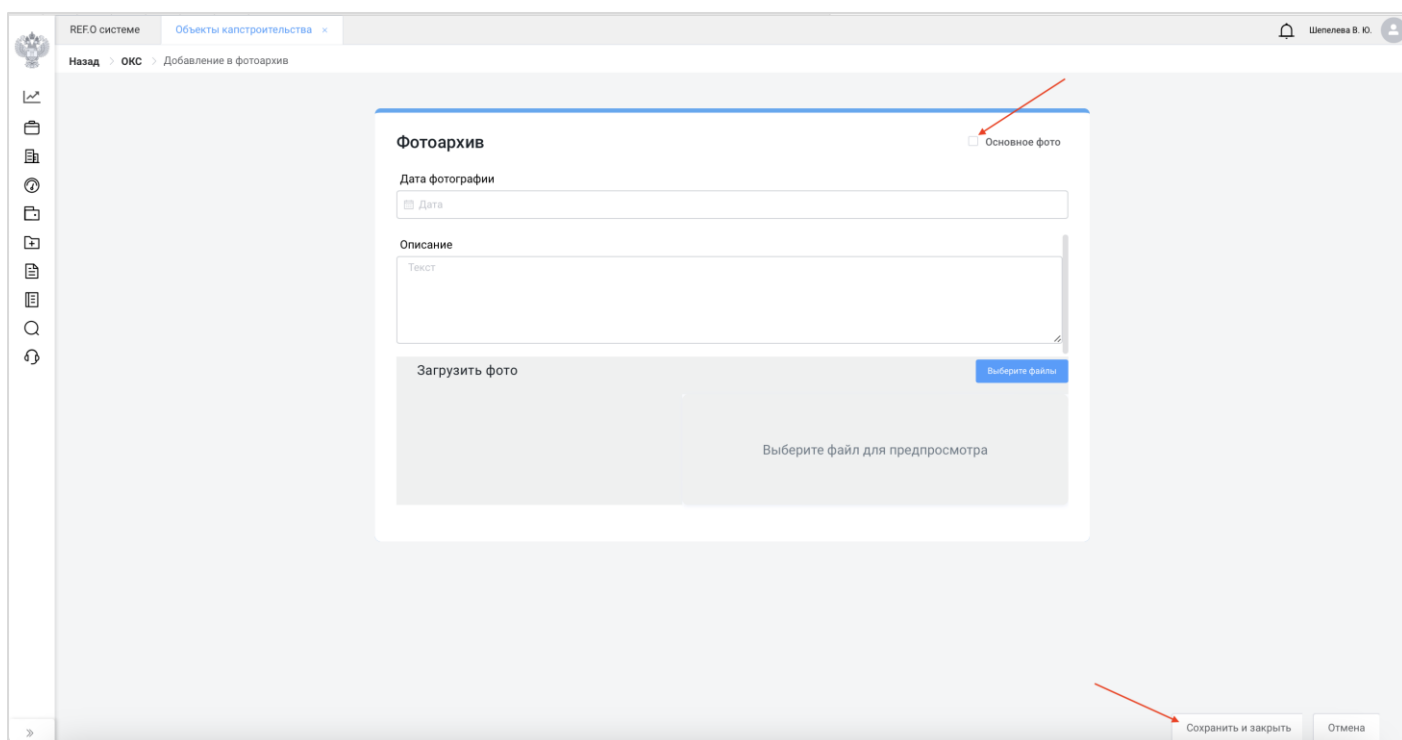 REF.О системе
Объекты капстроительства ×
Шепелева В. Ю.
Назад > ОКС > Добавление в фотоархив
Фотоархив
Основное фото
Дата фотографии
Дата
Описание
Текст
Загрузить фото
Выберите файлы
Выберите файл для предпросмотра
Сохранить и закрыть
Отмена